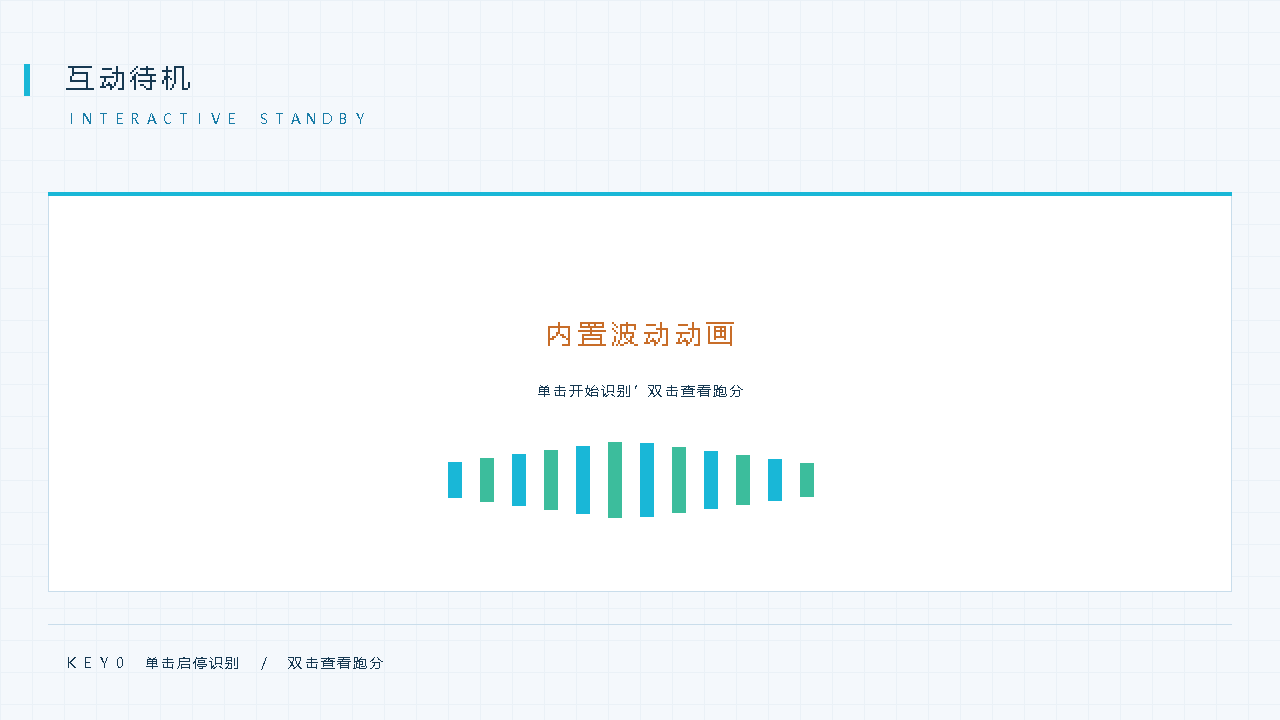 互动待机
INTERACTIVE STANDBY
内置波动动画
单击开始识别，双击查看跑分
KEY0 单击启停识别 / 双击查看跑分